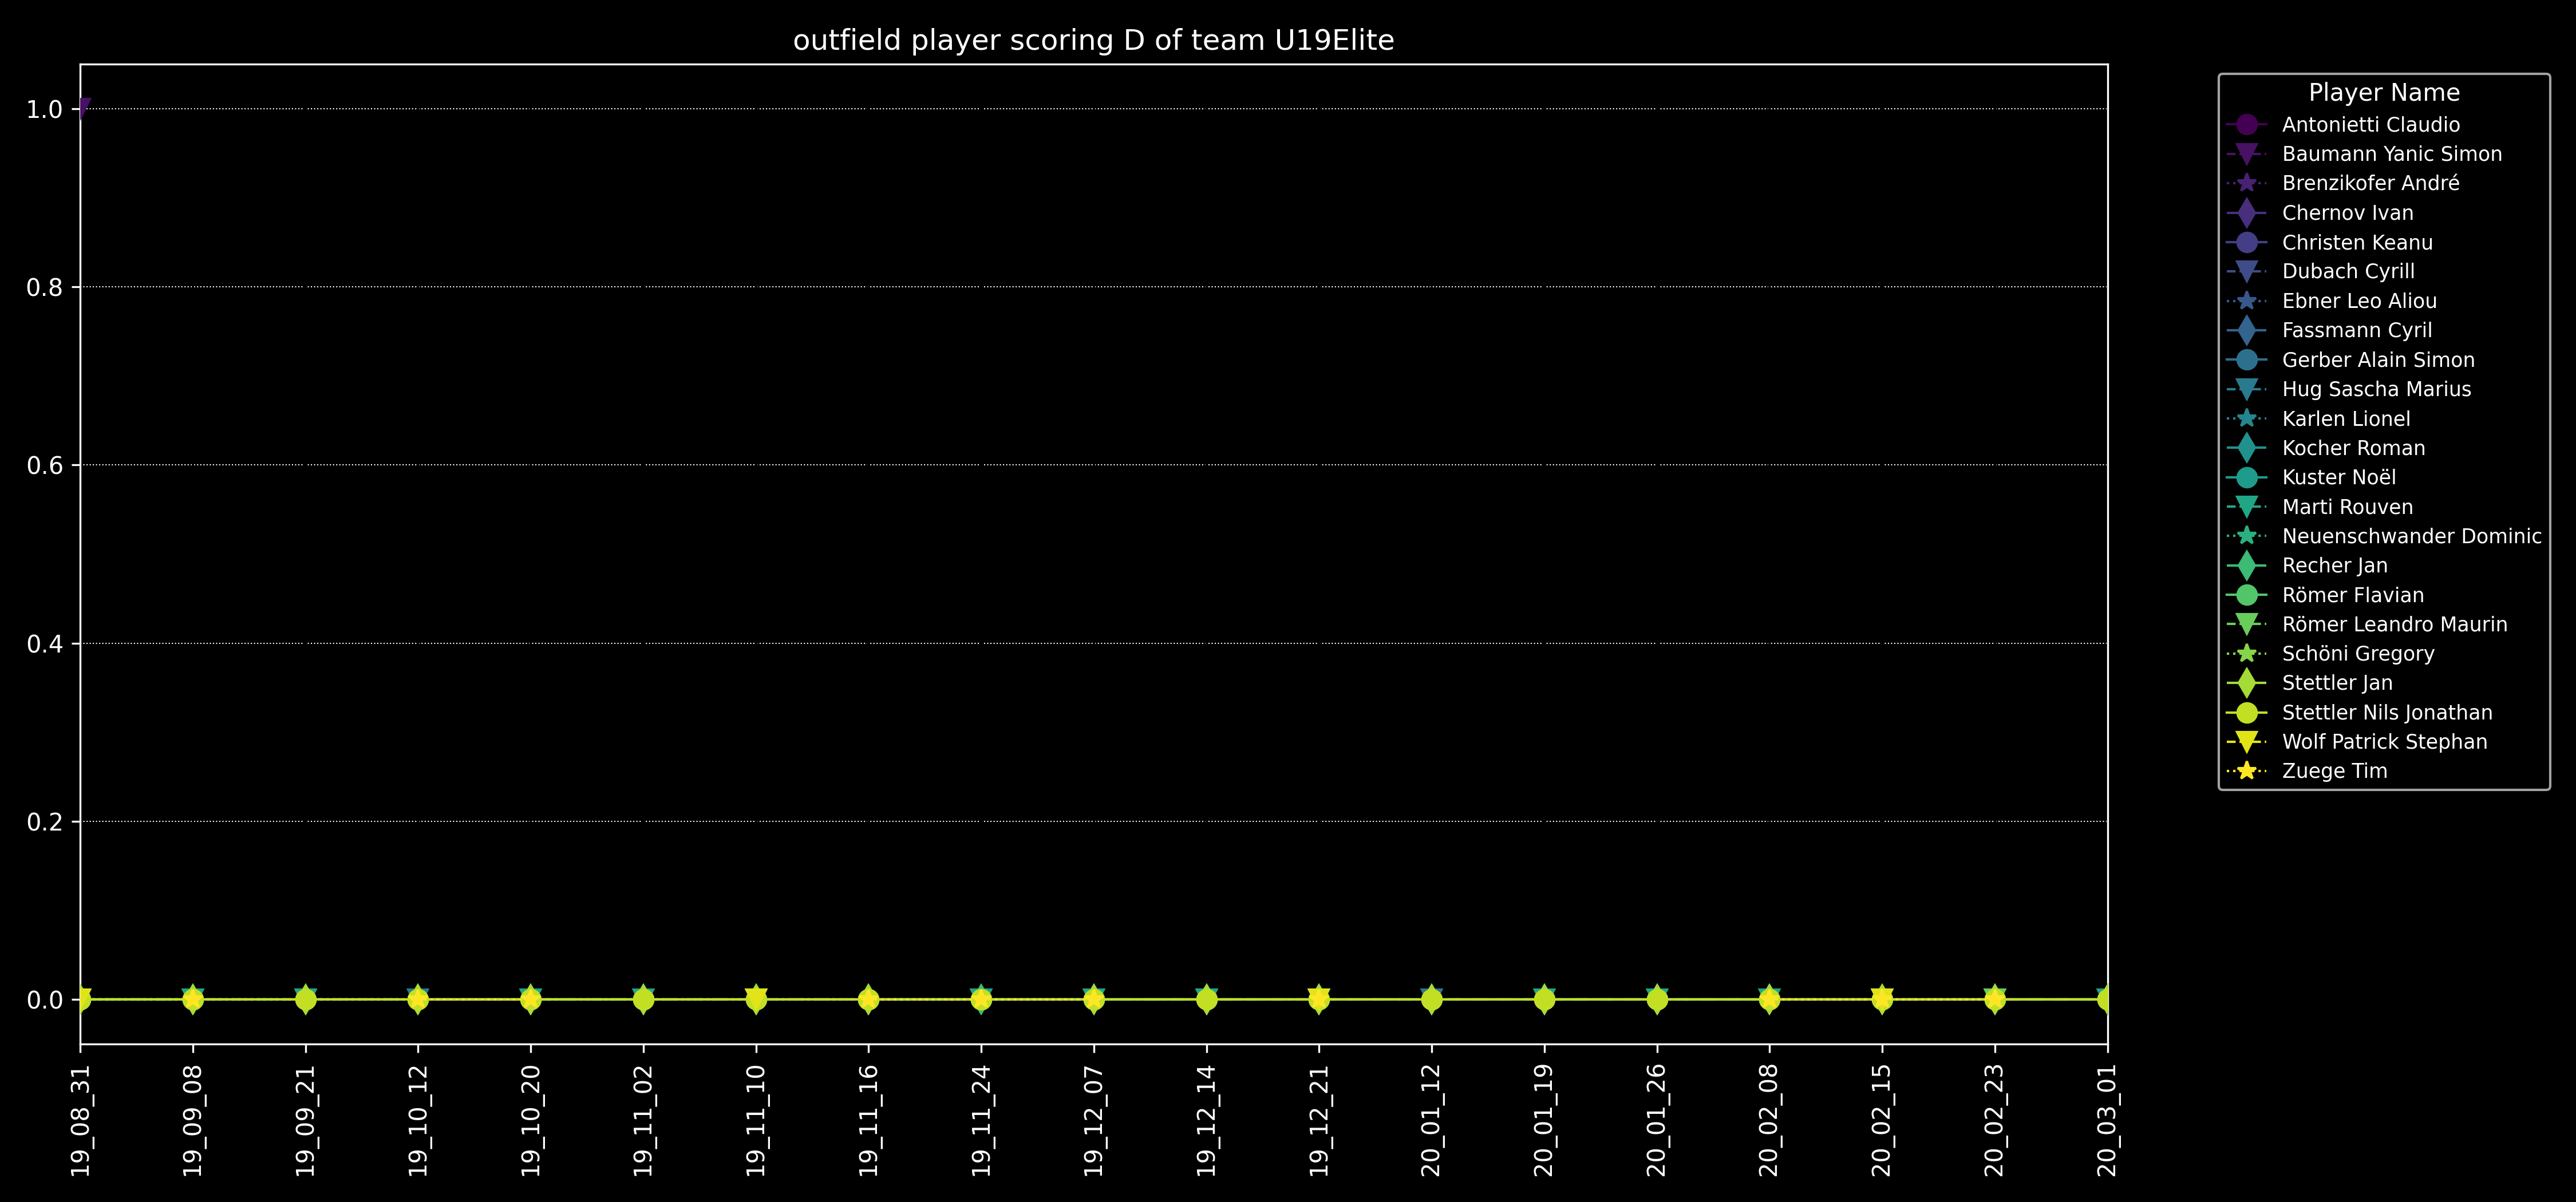 outfield player scoring D of team U19Elite
1.0
0.8
0.6
0.4
0.2
0.0
19_08_31
19_09_08
19_09_21
19_10_12
19_10_20
19_11_02
19_11_10
19_11_16
19_11_24
19_12_07
19_12_14
19_12_21
20_01_12
20_01_19
20_01_26
20_02_08
20_02_15
20_02_23
20_03_01
Player Name
Antonietti Claudio
Baumann Yanic Simon
Brenzikofer André
Chernov Ivan
Christen Keanu
Dubach Cyrill
Ebner Leo Aliou
Fassmann Cyril
Gerber Alain Simon
Hug Sascha Marius
Karlen Lionel
Kocher Roman
Kuster Noël
Marti Rouven
Neuenschwander Dominic
Recher Jan
Römer Flavian
Römer Leandro Maurin
Schöni Gregory
Stettler Jan
Stettler Nils Jonathan
Wolf Patrick Stephan
Zuege Tim